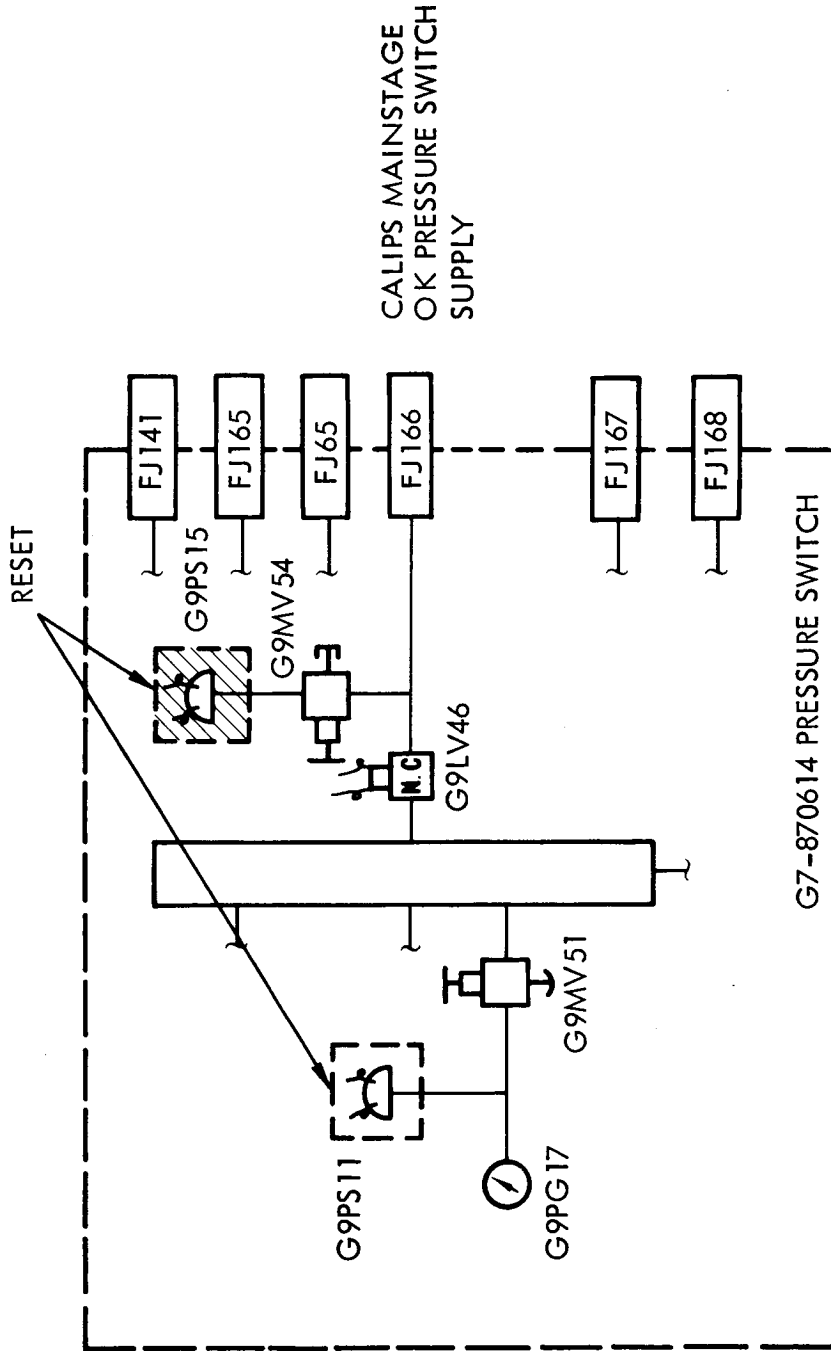 RESET
FJ141
G9PS15
FJ165
G9MV54
FJ65
CALIPS MAINSTAGE
OK PRESSURE SWITCH
SUPPLY
FJ166
N.C
G9LV46
G9PS11
G9MV51
G9PG17
FJ167
FJ168
G7-870614 PRESSURE SWITCH